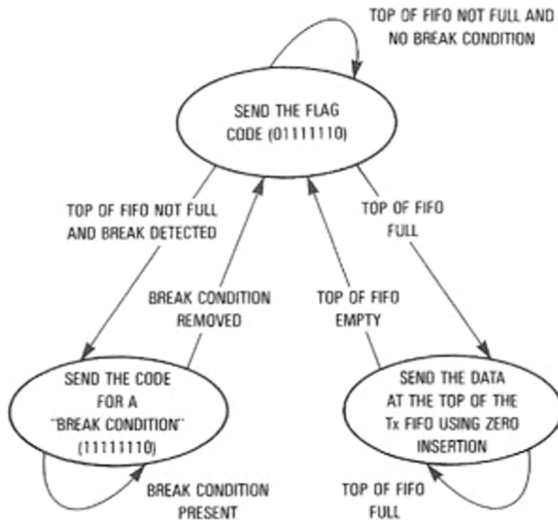 TOP OF FIFO NOT FULL AND
NO BREAK CONDITION
SEND THE FLAG
CODE (01111110)
TOP OF FIFO NOT FULL
AND BREAK DETECTED
TOP OF FIFO
FULL
BREAK CONDITION
REMOVED
TOP OF FIFO
EMPTY
SEND THE CODE
FOR A
"BREAK CONDITION"
(11111110)
SEND THE DATA
AT THE TOP OF THE
Tx FIFO USING ZERO
INSERTION
BREAK CONDITION
PRESENT
TOP OF FIFO
FULL